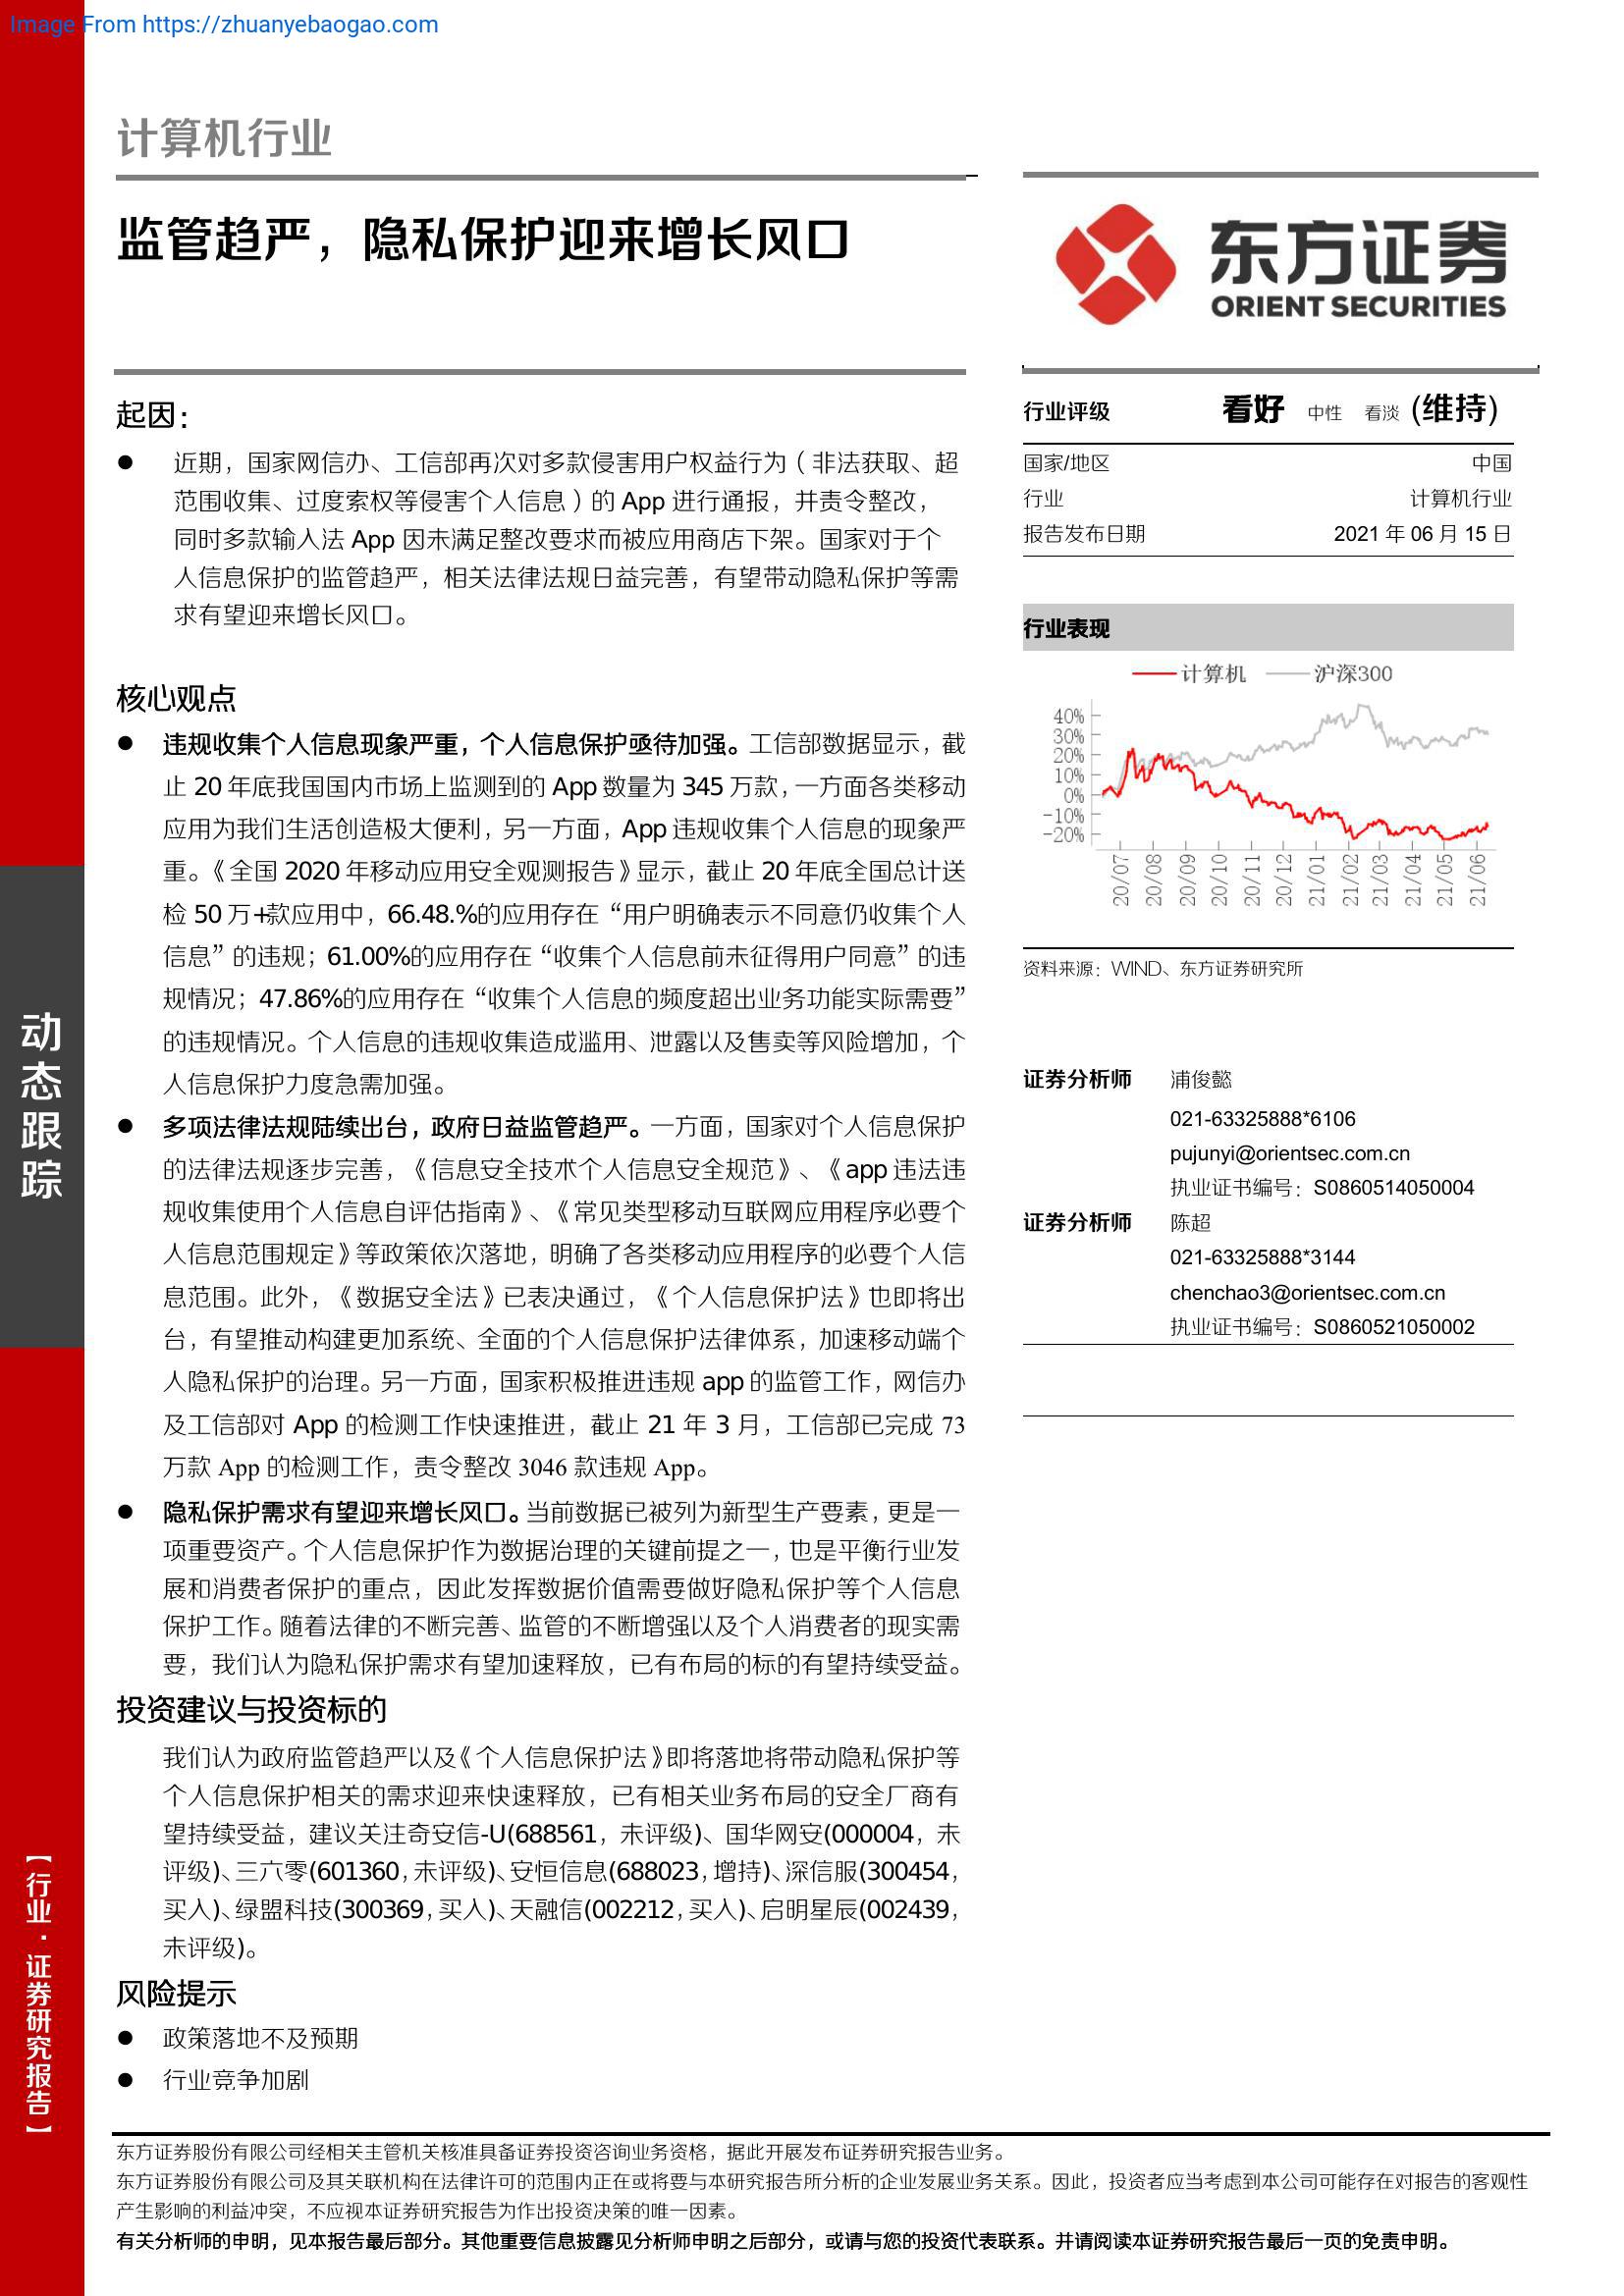 Image From https://zhuanyebaogao.com
计算机行业
监管趋严，隐私保护迎来增长风口
东方证券
ORIENT SECURITIES
起因：
● 近期，国家网信办、工信部再次对多款侵害用户权益行为（非法获取、超
范围收集、过度索权等侵害个人信息）的 App 进行通报，并责令整改，
同时多款输入法 App 因未满足整改要求而被应用商店下架。国家对于个
人信息保护的监管趋严，相关法律法规日益完善，有望带动隐私保护等需
求有望迎来增长风口。
核心观点
● 违规收集个人信息现象严重，个人信息保护亟待加强。工信部数据显示，截
止 20 年底我国国内市场上监测到的 App 数量为 345 万款，一方面各类移动
应用为我们生活创造极大便利，另一方面，App 违规收集个人信息的现象严
重。《全国 2020 年移动应用安全观测报告》显示，截止 20 年底全国总计送
检 50 万+款应用中，66.48.%的应用存在“用户明确表示不同意仍收集个人
信息”的违规；61.00%的应用存在“收集个人信息前未征得用户同意”的违
规情况；47.86%的应用存在“收集个人信息的频度超出业务功能实际需要”
的违规情况。个人信息的违规收集造成滥用、泄露以及售卖等风险增加，个
人信息保护力度急需加强。
● 多项法律法规陆续出台，政府日益监管趋严。一方面，国家对个人信息保护
的法律法规逐步完善，《信息安全技术个人信息安全规范》、《app 违法违
规收集使用个人信息自评估指南》、《常见类型移动互联网应用程序必要个
人信息范围规定》等政策依次落地，明确了各类移动应用程序的必要个人信
息范围。此外，《数据安全法》已表决通过，《个人信息保护法》也即将出
台，有望推动构建更加系统、全面的个人信息保护法律体系，加速移动端个
人隐私保护的治理。另一方面，国家积极推进违规 app 的监管工作，网信办
及工信部对 App 的检测工作快速推进，截止 21 年 3 月，工信部已完成 73
万款 App 的检测工作，责令整改 3046 款违规 App。
● 隐私保护需求有望迎来增长风口。当前数据已被列为新型生产要素，更是一
项重要资产。个人信息保护作为数据治理的关键前提之一，也是平衡行业发
展和消费者保护的重点，因此发挥数据价值需要做好隐私保护等个人信息
保护工作。随着法律的不断完善、监管的不断增强以及个人消费者的现实需
要，我们认为隐私保护需求有望加速释放，已有布局的标的有望持续受益。
投资建议与投资标的
我们认为政府监管趋严以及《个人信息保护法》即将落地将带动隐私保护等
个人信息保护相关的需求迎来快速释放，已有相关业务布局的安全厂商有
望持续受益，建议关注奇安信-U(688561，未评级)、国华网安(000004，未
评级)、三六零(601360，未评级)、安恒信息(688023，增持)、深信服(300454，
买入)、绿盟科技(300369，买入)、天融信(002212，买入)、启明星辰(002439，
未评级)。
风险提示
● 政策落地不及预期
● 行业竞争加剧
行业评级 看好 中性 看淡 (维持)
国家/地区 中国
行业 计算机行业
报告发布日期 2021 年 06 月 15 日
行业表现
计算机 沪深300
40%
30%
20%
10%
0%
-10%
-20%
20/07 20/08 20/09 20/10 20/11 20/12 21/01 21/02 21/03 21/04 21/05 21/06
资料来源：WIND、东方证券研究所
证券分析师 浦俊懿
021-63325888*6106
pujunyi@orientsec.com.cn
执业证书编号：S0860514050004
证券分析师 陈超
021-63325888*3144
chenchao3@orientsec.com.cn
执业证书编号：S0860521050002
动态跟踪
【行业·证券研究报告】
东方证券股份有限公司经相关主管机关核准具备证券投资咨询业务资格，据此开展发布证券研究报告业务。
东方证券股份有限公司及其关联机构在法律许可的范围内正在或将要与本研究报告所分析的企业发展业务关系。因此，投资者应当考虑到本公司可能存在对报告的客观性
产生影响的利益冲突，不应视本证券研究报告为作出投资决策的唯一因素。
有关分析师的申明，见本报告最后部分。其他重要信息披露见分析师申明之后部分，或请与您的投资代表联系。并请阅读本证券研究报告最后一页的免责申明。